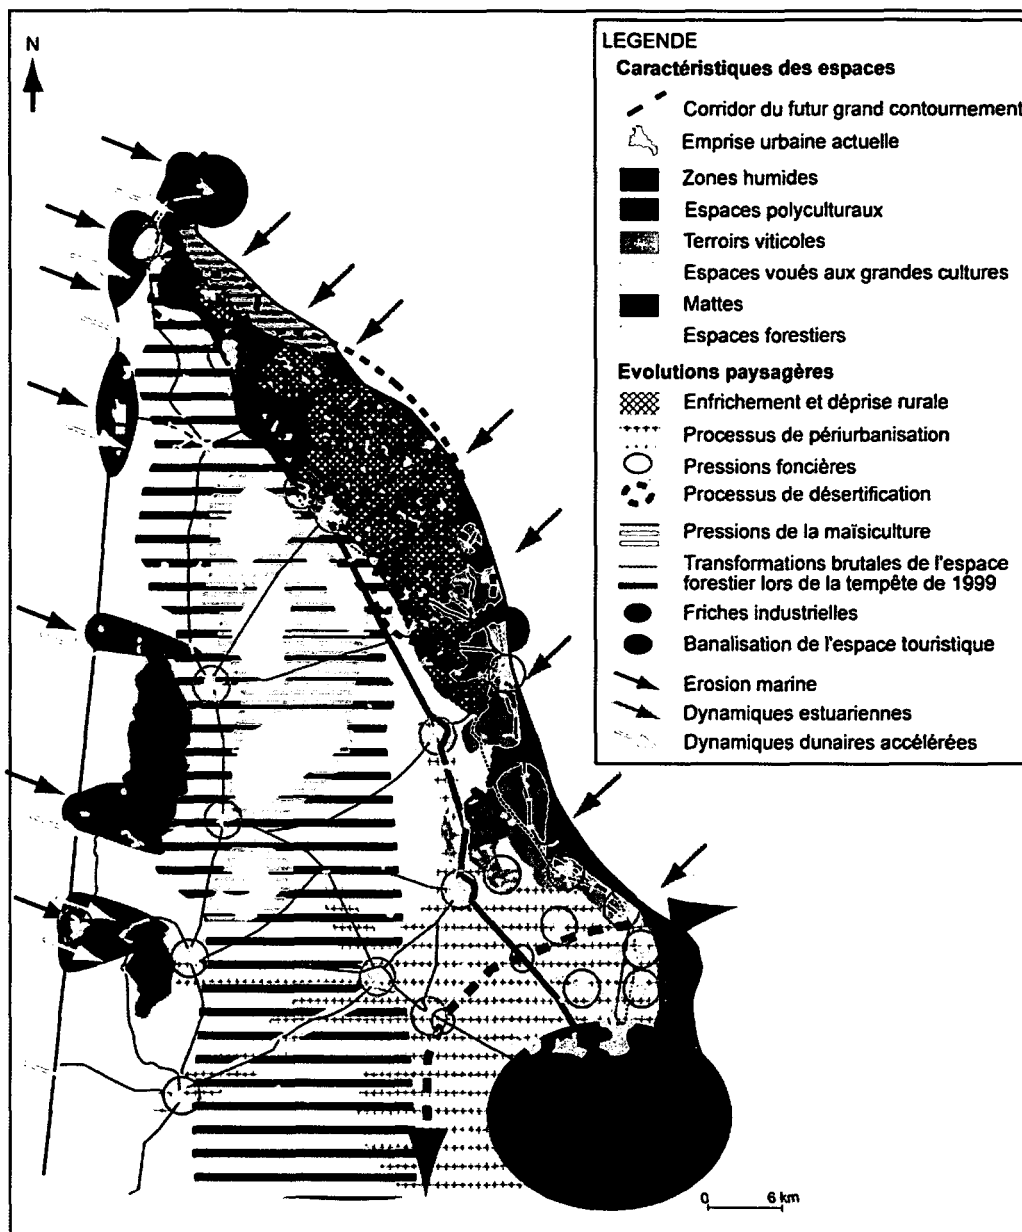 N
LEGENDE
Caractéristiques des espaces
Corridor du futur grand contournement
Emprise urbaine actuelle
Zones humides
Espaces polyculturaux
Terroirs viticoles
Espaces voués aux grandes cultures
Mattes
Espaces forestiers
Evolutions paysagères
Enfrichement et déprise rurale
Processus de périurbanisation
Pressions foncières
Processus de désertification
Pressions de la maïsiculture
Transformations brutales de l'espace
forestier lors de la tempête de 1999
Friches industrielles
Banalisation de l'espace touristique
Erosion marine
Dynamiques estuariennes
Dynamiques dunaires accélérées
0 6 km